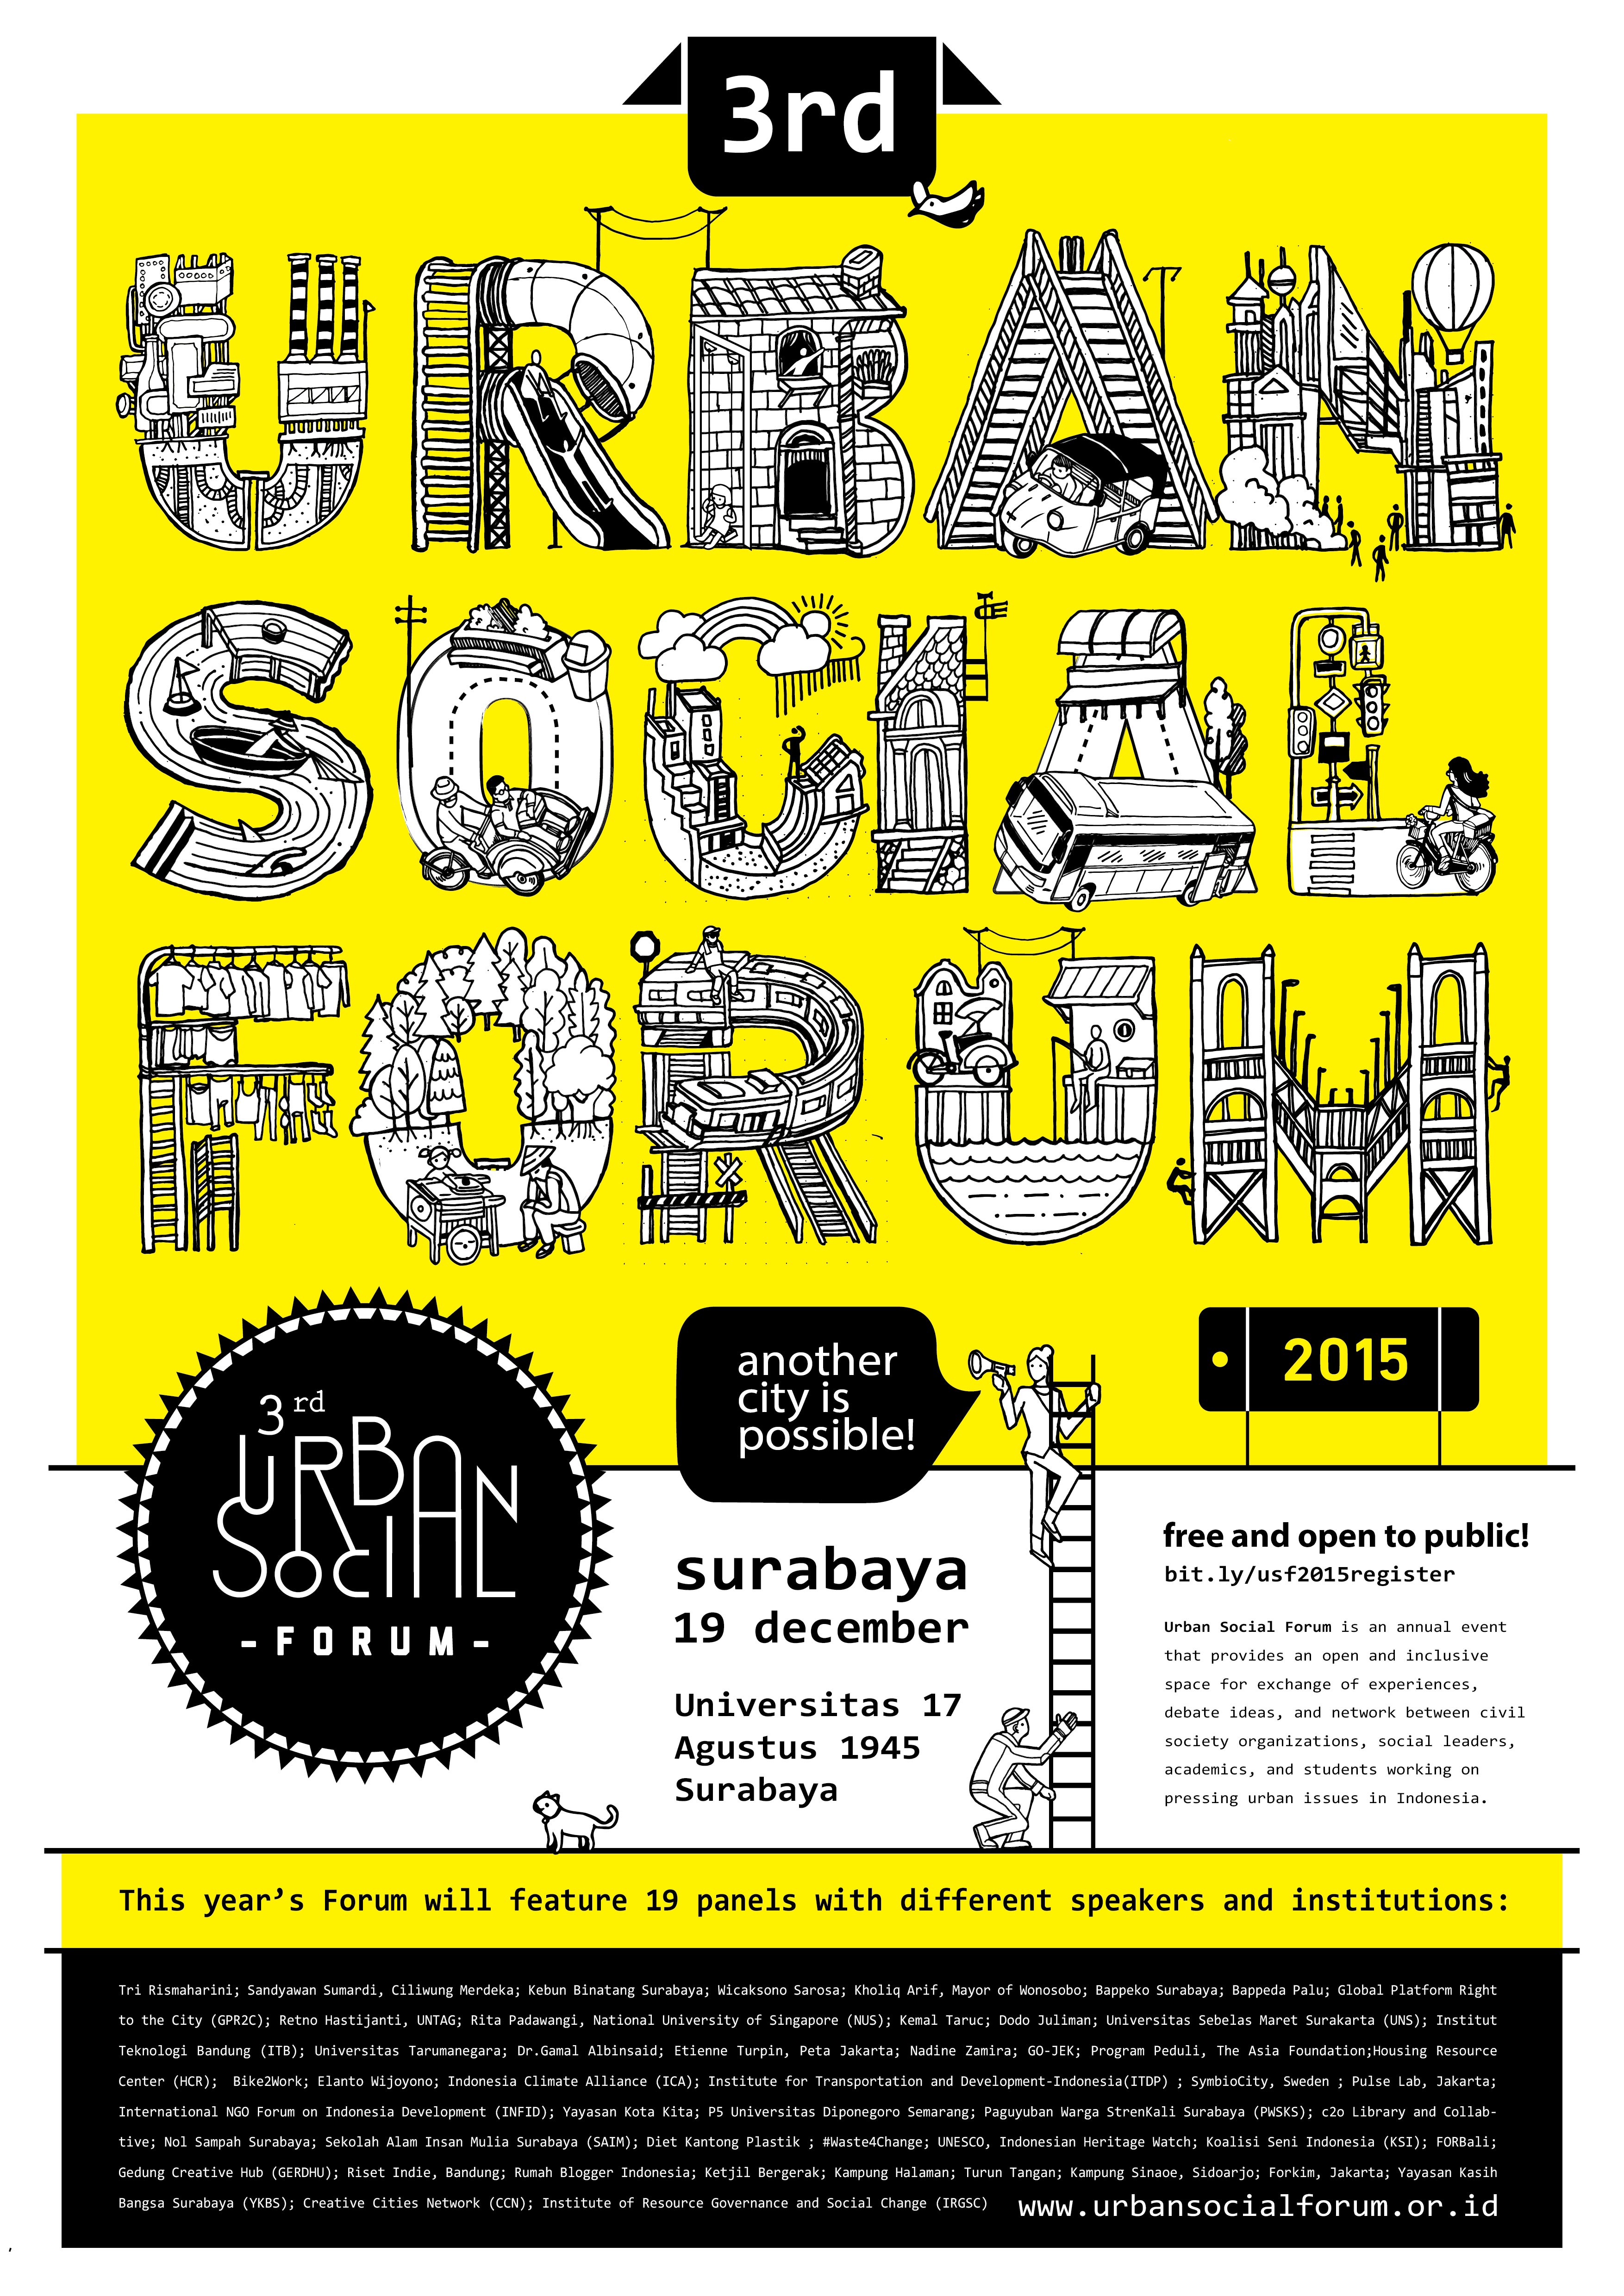 3rd
URBAN
SOCIAL
FORUM
3rd
URBAN
SOCIAL
- FORUM -
another
city is
possible!
2015
surabaya
19 december
Universitas 17
Agustus 1945
Surabaya
free and open to public!
bit.ly/usf2015register
Urban Social Forum is an annual event
that provides an open and inclusive
space for exchange of experiences,
debate ideas, and network between civil
society organizations, social leaders,
academics, and students working on
pressing urban issues in Indonesia.
This year’s Forum will feature 19 panels with different speakers and institutions:
Tri Rismaharini; Sandyawan Sumardi, Ciliwung Merdeka; Kebun Binatang Surabaya; Wicaksono Sarosa; Kholiq Arif, Mayor of Wonosobo; Bappeko Surabaya; Bappeda Palu; Global Platform Right
to the City (GPR2C); Retno Hastijanti, UNTAG; Rita Padawangi, National University of Singapore (NUS); Kemal Taruc; Dodo Juliman; Universitas Sebelas Maret Surakarta (UNS); Institut
Teknologi Bandung (ITB); Universitas Tarumanegara; Dr.Gamal Albinsaid; Etienne Turpin, Peta Jakarta; Nadine Zamira; GO-JEK; Program Peduli, The Asia Foundation;Housing Resource
Center (HCR);  Bike2Work; Elanto Wijoyono; Indonesia Climate Alliance (ICA); Institute for Transportation and Development-Indonesia(ITDP) ; SymbioCity, Sweden ; Pulse Lab, Jakarta;
International NGO Forum on Indonesia Development (INFID); Yayasan Kota Kita; P5 Universitas Diponegoro Semarang; Paguyuban Warga StrenKali Surabaya (PWSKS); c2o Library and Collab-
tive; Nol Sampah Surabaya; Sekolah Alam Insan Mulia Surabaya (SAIM); Diet Kantong Plastik ; #Waste4Change; UNESCO, Indonesian Heritage Watch; Koalisi Seni Indonesia (KSI); FORBali;
Gedung Creative Hub (GERDHU); Riset Indie, Bandung; Rumah Blogger Indonesia; Ketjil Bergerak; Kampung Halaman; Turun Tangan; Kampung Sinaoe, Sidoarjo; Forkim, Jakarta; Yayasan Kasih
Bangsa Surabaya (YKBS); Creative Cities Network (CCN); Institute of Resource Governance and Social Change (IRGSC)
www.urbansocialforum.or.id